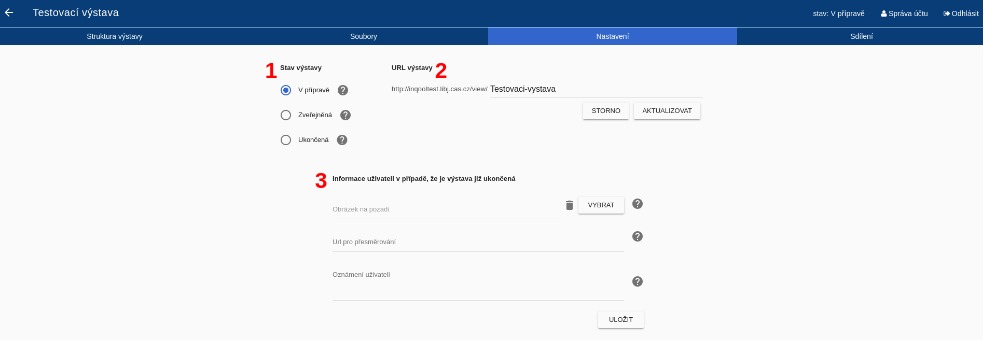 Testovací výstava
stav: V přípravě Správa účtu Odhlásit
Struktura výstavy Soubory Nastavení Sdílení
1 Stav výstavy URL výstavy 2
V přípravě ? http://inqooltest.libj.cas.cz/view/ Testovaci-vystava
Zveřejněná ? STORNO AKTUALIZOVAT
Ukončená ?
3 Informace uživateli v případě, že je výstava již ukončená
Obrázek na pozadí VYBRAT ?
Url pro přesměrování ?
Oznámení uživateli ?
ULOŽIT